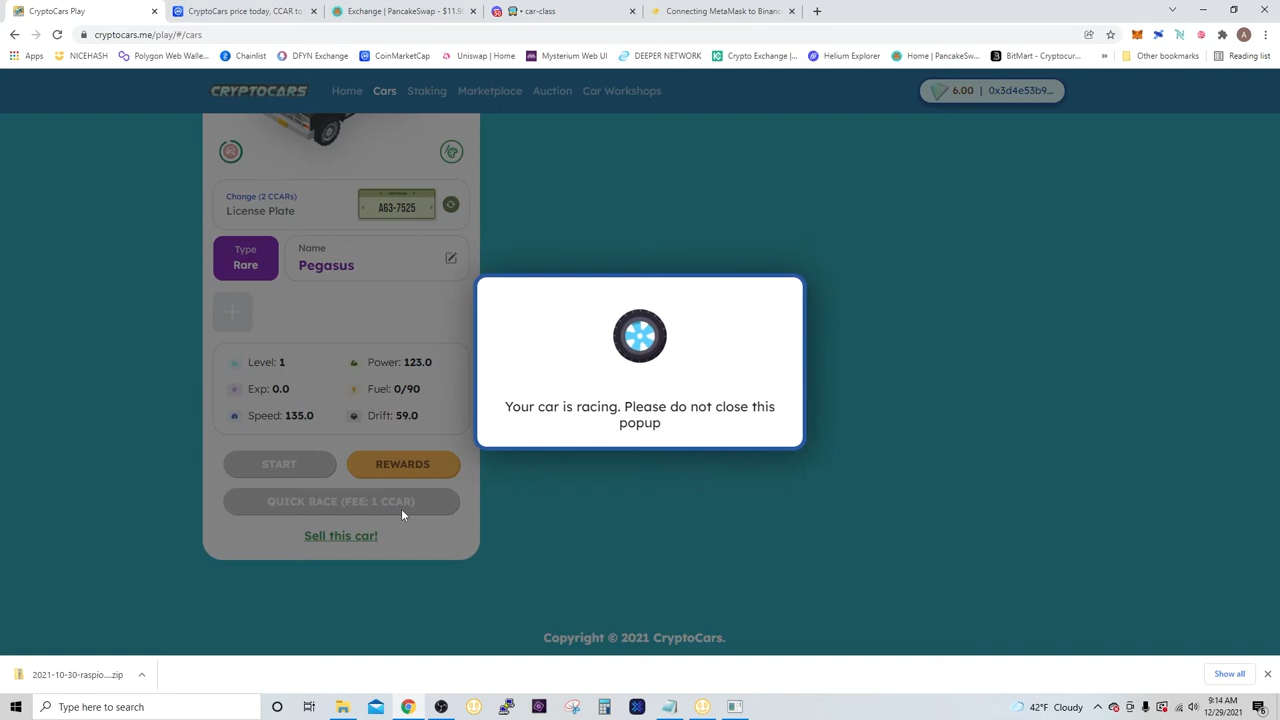 CryptoCars Play
CryptoCars price today, CCAR to
Exchange | PancakeSwap - $11.9
• car-class
Connecting MetaMask to Binanc
cryptocars.me/play/#/cars
Apps
NICEHASH
Polygon Web Walle...
Chainlist
DFYN Exchange
CoinMarketCap
Uniswap | Home
Mysterium Web UI
DEEPER NETWORK
Crypto Exchange |...
Helium Explorer
Home | PancakeSw...
BitMart - Cryptocur...
»
Other bookmarks
Reading list
CRYPTOCARS
Home
Cars
Staking
Marketplace
Auction
Car Workshops
6.00 | 0x3d4e53b9...
Change (2 CCARs)
License Plate
A63-7525
Type
Rare
Name
Pegasus
Level: 1
Power: 123.0
Exp: 0.0
Fuel: 0/90
Speed: 135.0
Drift: 59.0
START
REWARDS
QUICK RACE (FEE: 1 CCAR)
Sell this car!
Your car is racing. Please do not close this
popup
Copyright © 2021 CryptoCars.
2021-10-30-raspio....zip
Show all
Type here to search
42°F Cloudy
9:14 AM
12/29/2021